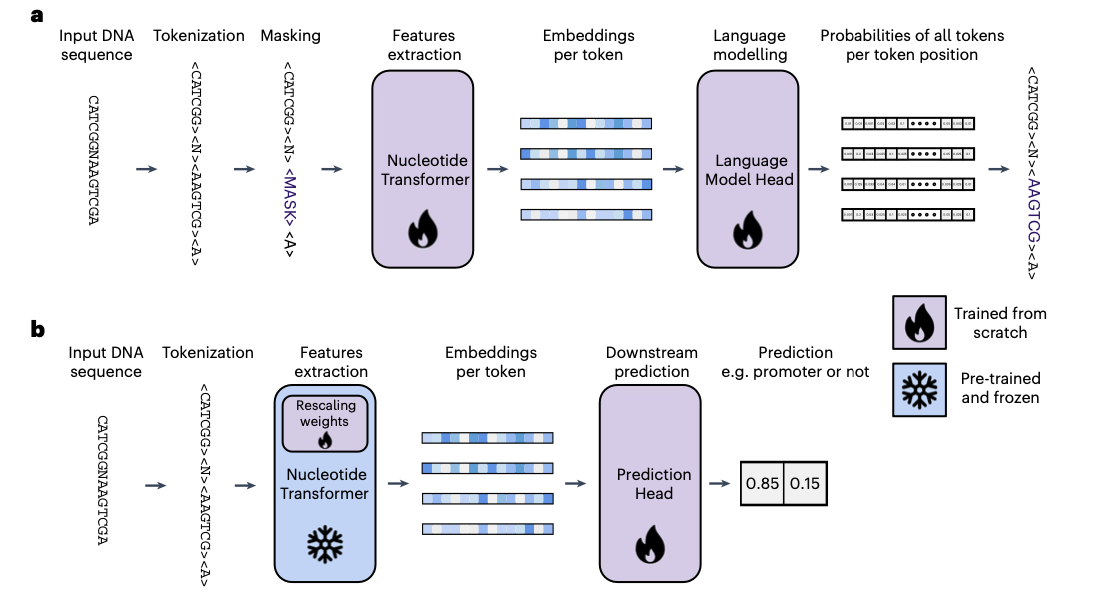 a
Input DNA
sequence
Tokenization
Masking
Features
extraction
Embeddings
per token
Language
modelling
Probabilities of all tokens
per token position
CATCGGNAAGTCGA
<CATCGG><N><AAGTCG><A>
<CATCGG><N> <MASK> <A>
Nucleotide
Transformer
Language
Model Head
<CATCGG><N><AAGTCG><A>
Trained from
scratch
Pre-trained
and frozen
b
Input DNA
sequence
Tokenization
Features
extraction
Embeddings
per token
Downstream
prediction
Prediction
e.g. promoter or not
CATCGGNAAGTCGA
<CATCGG><N><AAGTCG><A>
Rescaling
weights
Nucleotide
Transformer
Prediction
Head
0.85 0.15